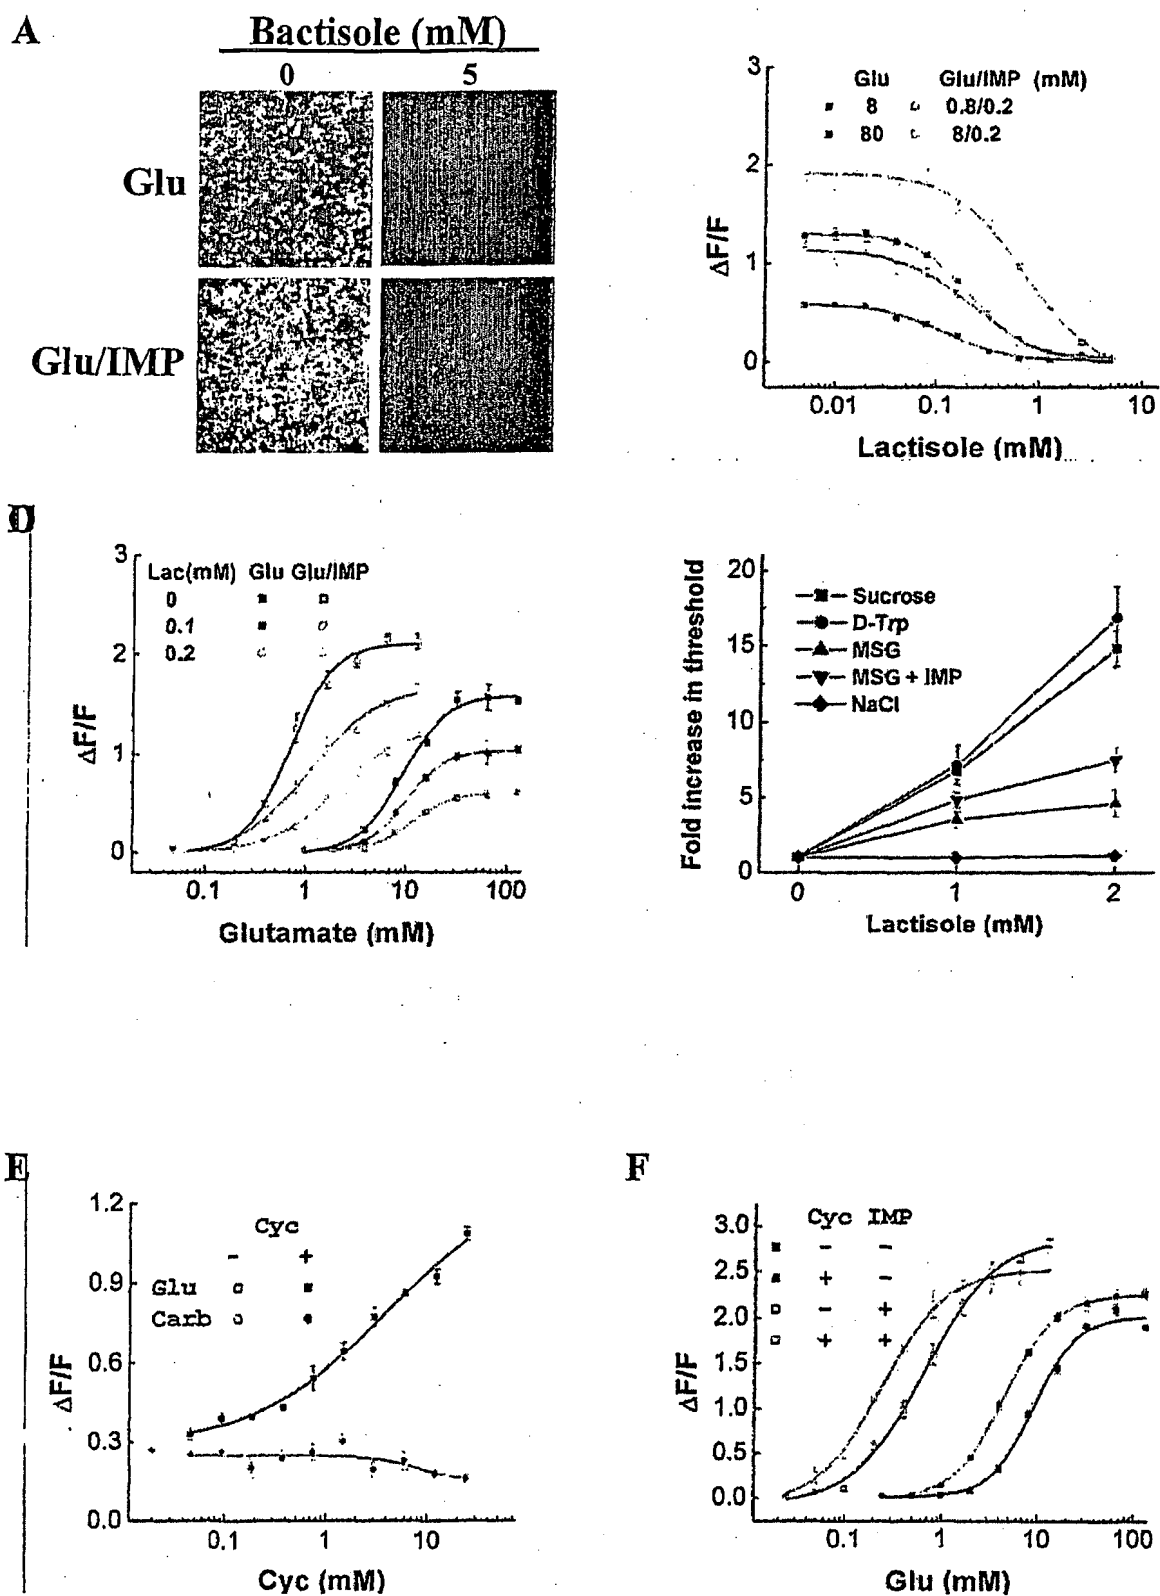 A
Bactisole (mM)
0 5
Glu
Glu/IMP
Glu Glu/IMP (mM)
8 0.8/0.2
80 8/0.2
3
2
1
0
ΔF/F
0.01 0.1 1 10
Lactisole (mM)
D
Lac(mM) Glu Glu/IMP
0
0.1
0.2
3
2
1
0
ΔF/F
0.1 1 10 100
Glutamate (mM)
Sucrose
D-Trp
MSG
MSG + IMP
NaCl
20
15
10
5
0
Fold increase in threshold
0 1 2
Lactisole (mM)
E
Cyc
- +
Glu
Carb
1.2
0.9
0.6
0.3
0.0
ΔF/F
0.1 1 10
Cyc (mM)
F
Cyc IMP
- -
+ -
- +
+ +
3.0
2.5
2.0
1.5
1.0
0.5
0.0
ΔF/F
0.1 1 10 100
Glu (mM)